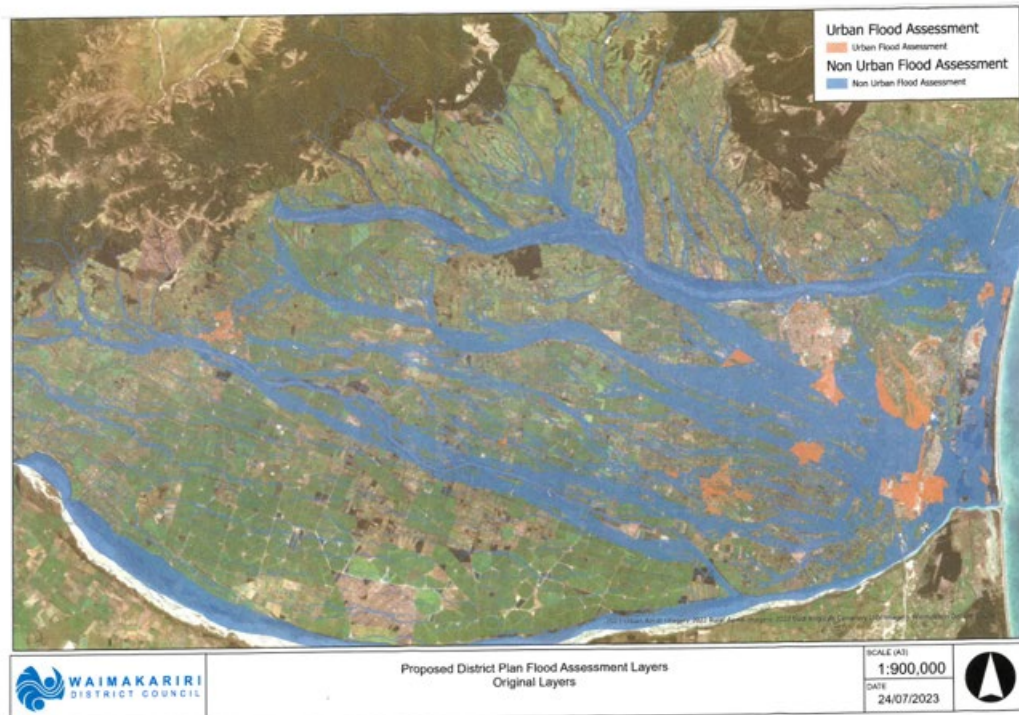 Urban Flood Assessment
Urban Flood Assessment
Non Urban Flood Assessment
Non Urban Flood Assessment
WAIMAKARIRI
DISTRICT COUNCIL
Proposed District Plan Flood Assessment Layers
Original Layers
SCALE (A3)
1:900,000
DATE
24/07/2023